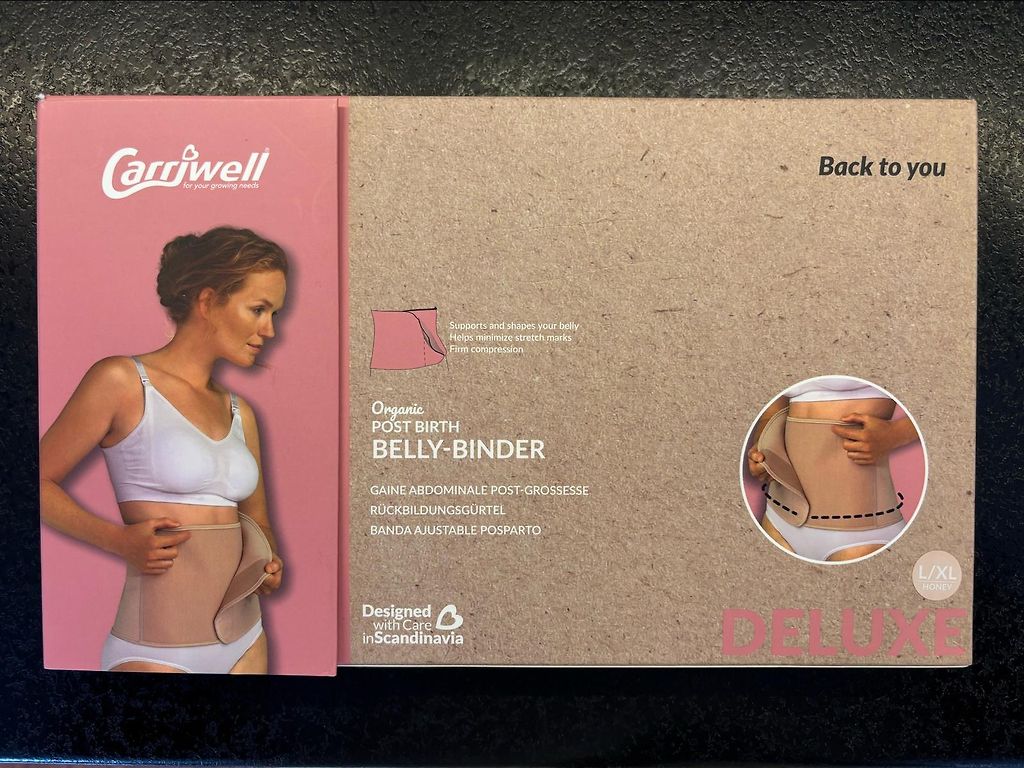 Carriwell
for your growing needs
Back to you
Supports and shapes your belly
Helps minimize stretch marks
Firm compression
Organic
POST BIRTH
BELLY-BINDER
GAINE ABDOMINALE POST-GROSSESSE
RÜCKBILDUNGSGÜRTEL
BANDA AJUSTABLE POSPARTO
Designed
with Care
in Scandinavia
L/XL
HONEY
DELUXE